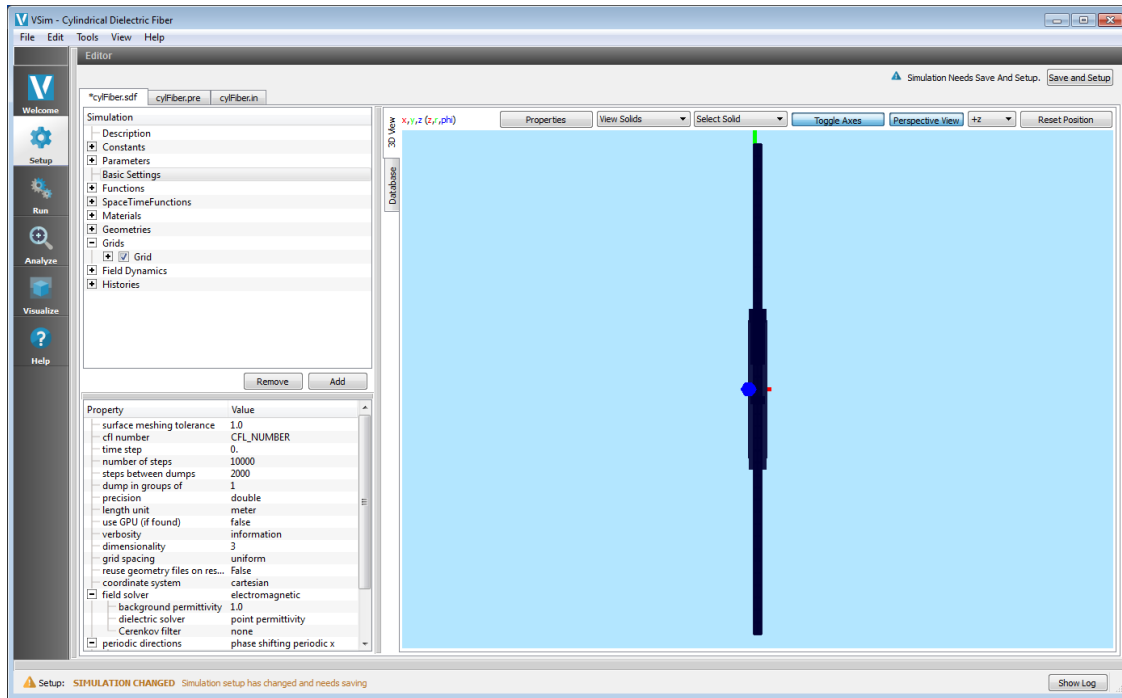 VSim - Cylindrical Dielectric Fiber
File Edit Tools View Help
Editor
Simulation Needs Save And Setup. Save and Setup
*cylFiber.sdf cylFiber.pre cylFiber.in
Welcome
Setup
Run
Analyze
Visualize
Help
Simulation
Description
Constants
Parameters
Basic Settings
Functions
SpaceTimeFunctions
Materials
Geometries
Grids
Grid
Field Dynamics
Histories
Remove Add
Property Value
surface meshing tolerance 1.0
cfl number CFL_NUMBER
time step 0.
number of steps 10000
steps between dumps 2000
dump in groups of 1
precision double
length unit meter
use GPU (if found) false
verbosity information
dimensionality 3
grid spacing uniform
reuse geometry files on res... False
coordinate system cartesian
field solver electromagnetic
background permittivity 1.0
dielectric solver point permittivity
Cerenkov filter none
periodic directions phase shifting periodic x
3D View
Database
x,y,z (z,r,phi) Properties View Solids Select Solid Toggle Axes Perspective View +z Reset Position
Setup: SIMULATION CHANGED Simulation setup has changed and needs saving Show Log